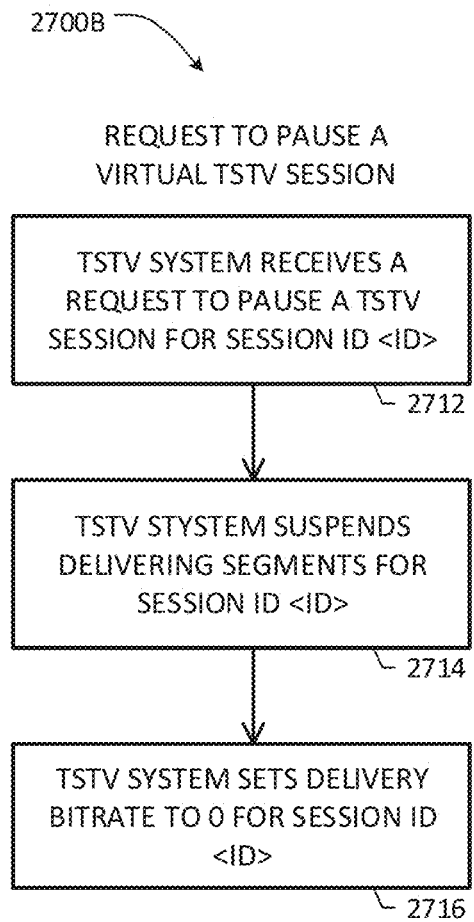 2700B
REQUEST TO PAUSE A
VIRTUAL TSTV SESSION
TSTV SYSTEM RECEIVES A
REQUEST TO PAUSE A TSTV
SESSION FOR SESSION ID <ID>
2712
TSTV STYSTEM SUSPENDS
DELIVERING SEGMENTS FOR
SESSION ID <ID>
2714
TSTV SYSTEM SETS DELIVERY
BITRATE TO 0 FOR SESSION ID
<ID>
2716